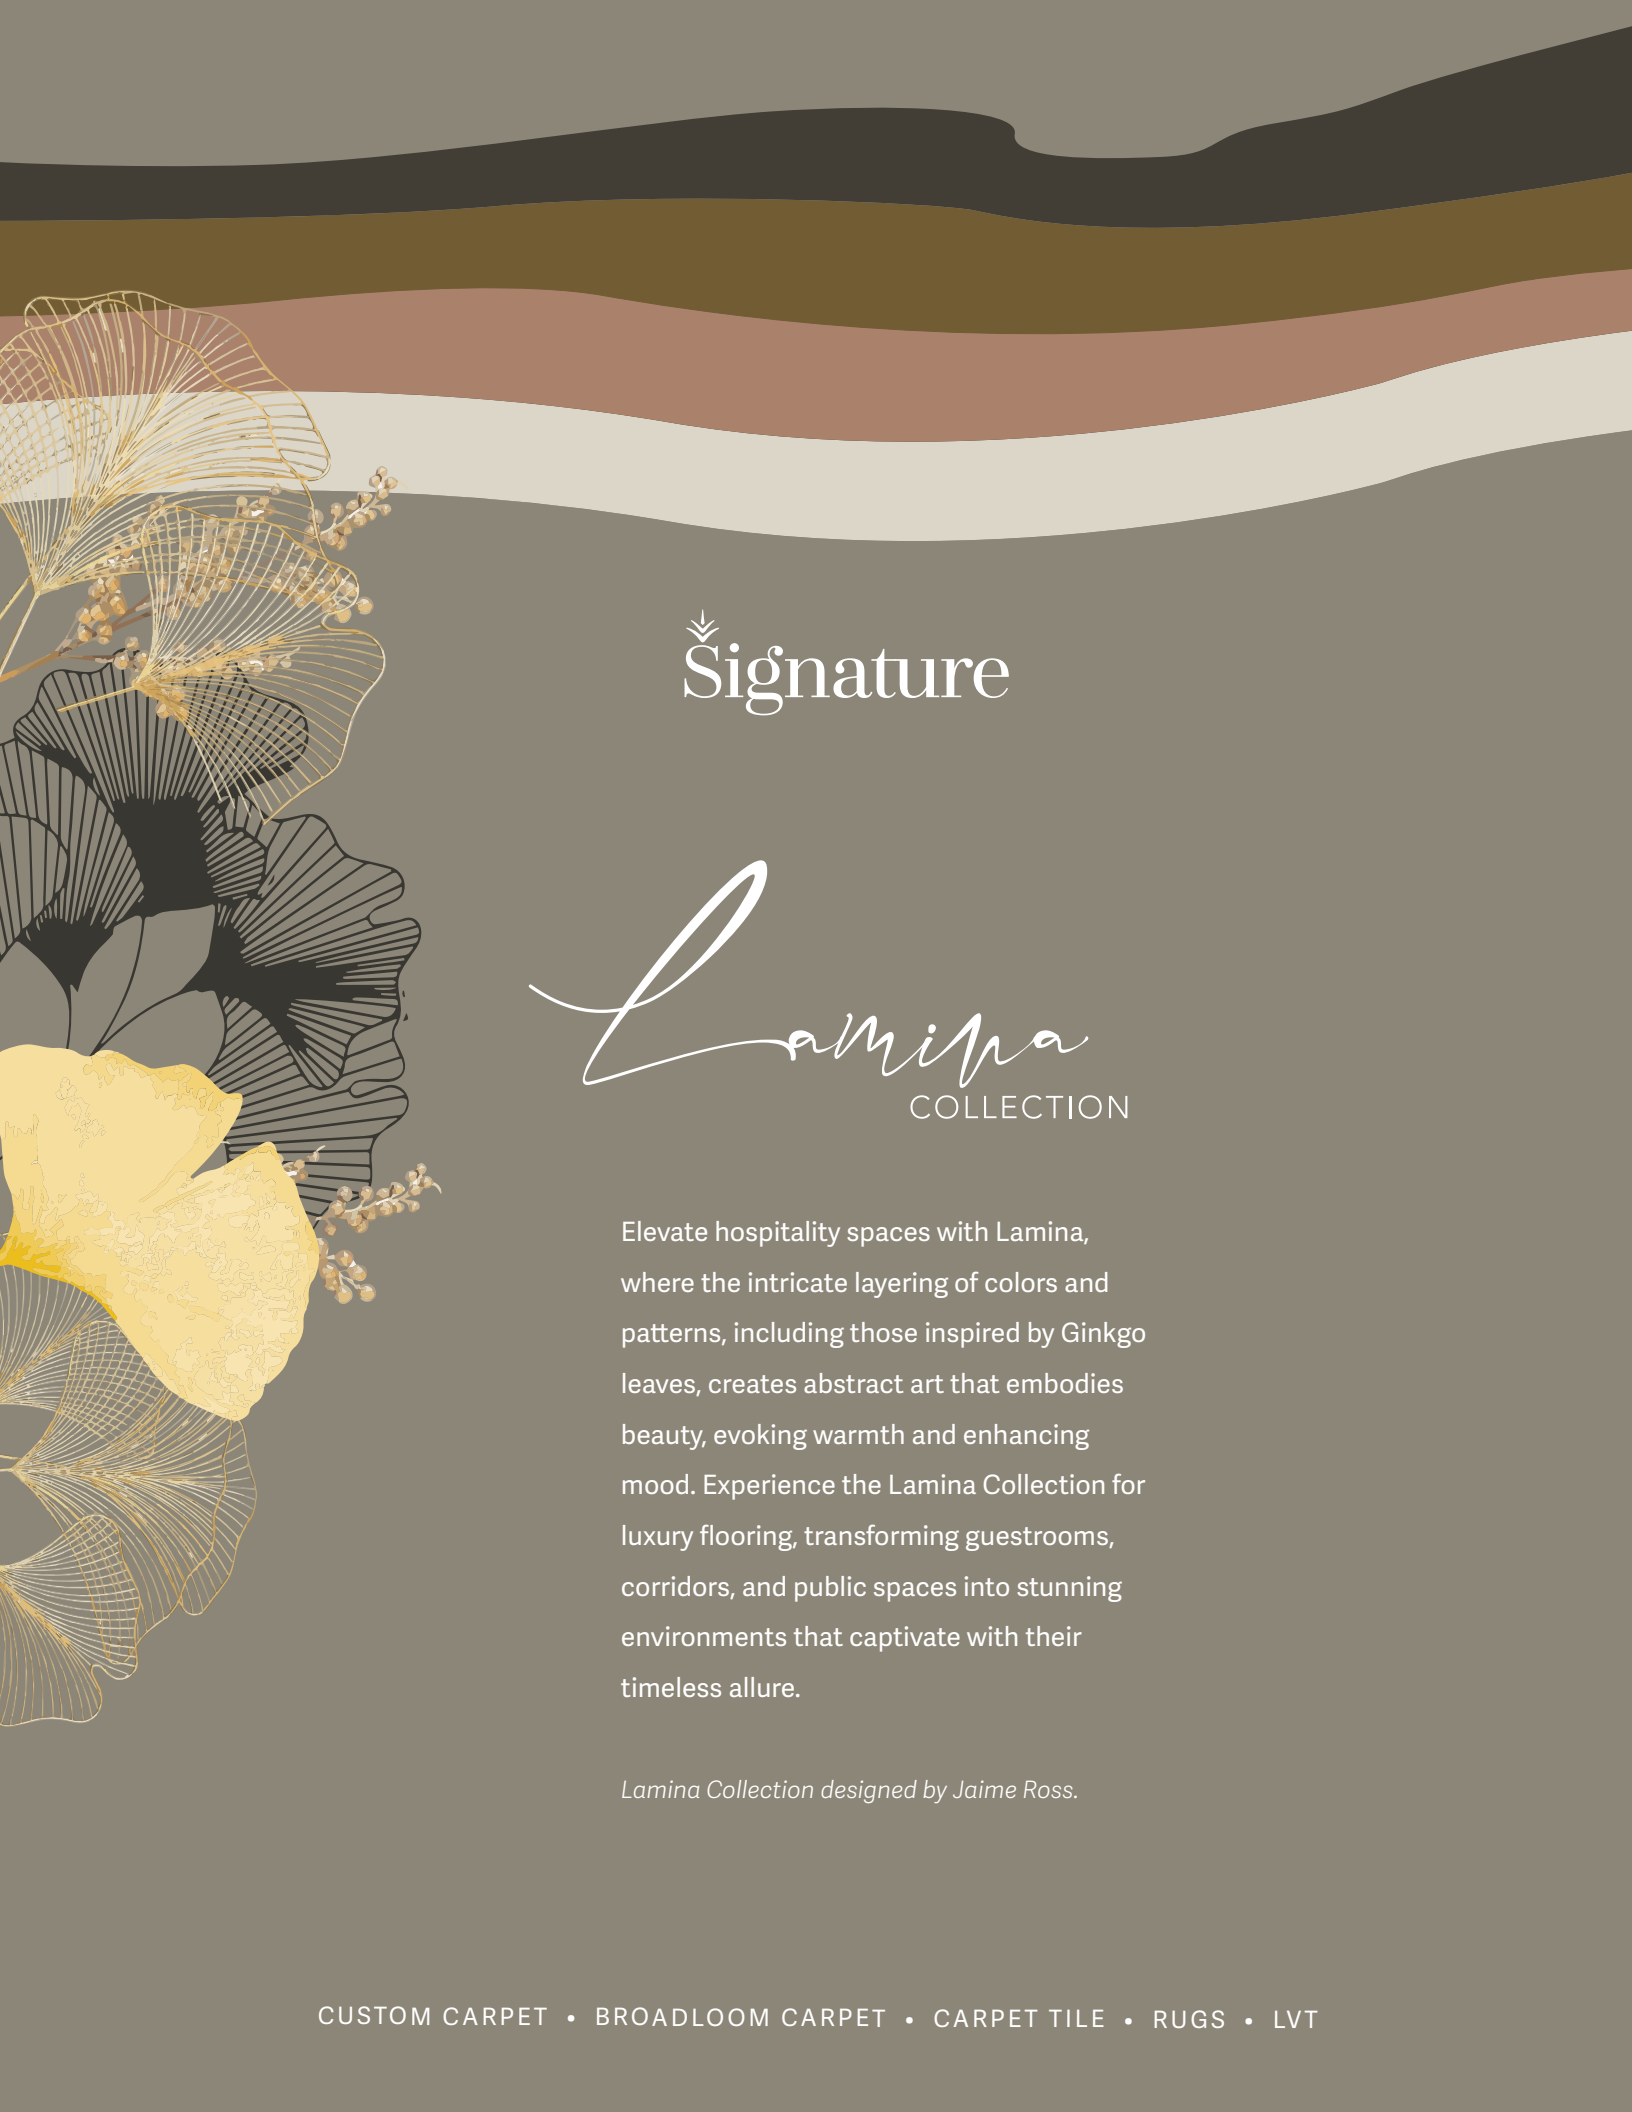 Signature
Lamina
COLLECTION
Elevate hospitality spaces with Lamina,
where the intricate layering of colors and
patterns, including those inspired by Ginkgo
leaves, creates abstract art that embodies
beauty, evoking warmth and enhancing
mood. Experience the Lamina Collection for
luxury flooring, transforming guestrooms,
corridors, and public spaces into stunning
environments that captivate with their
timeless allure.
Lamina Collection designed by Jaime Ross.
CUSTOM CARPET • BROADLOOM CARPET • CARPET TILE • RUGS • LVT